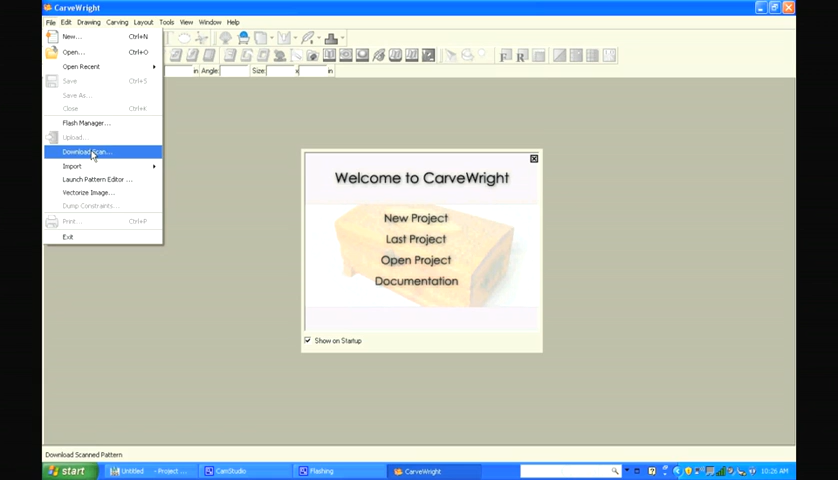 CarveWright
File Edit Drawing Carving Layout Tools View Window Help
New... Ctrl+N
Open... Ctrl+O
Open Recent
Save Ctrl+S
Save As...
Close Ctrl+K
Flash Manager...
Upload...
Download Scan...
Import
Launch Pattern Editor ...
Vectorize Image...
Dump Constraints...
Print... Ctrl+P
Exit
in Angle: Size: x in
Welcome to CarveWright
New Project
Last Project
Open Project
Documentation
Show on Startup
Download Scanned Pattern
start Untitled - Project ... CamStudio Flashing CarveWright 10:26 AM